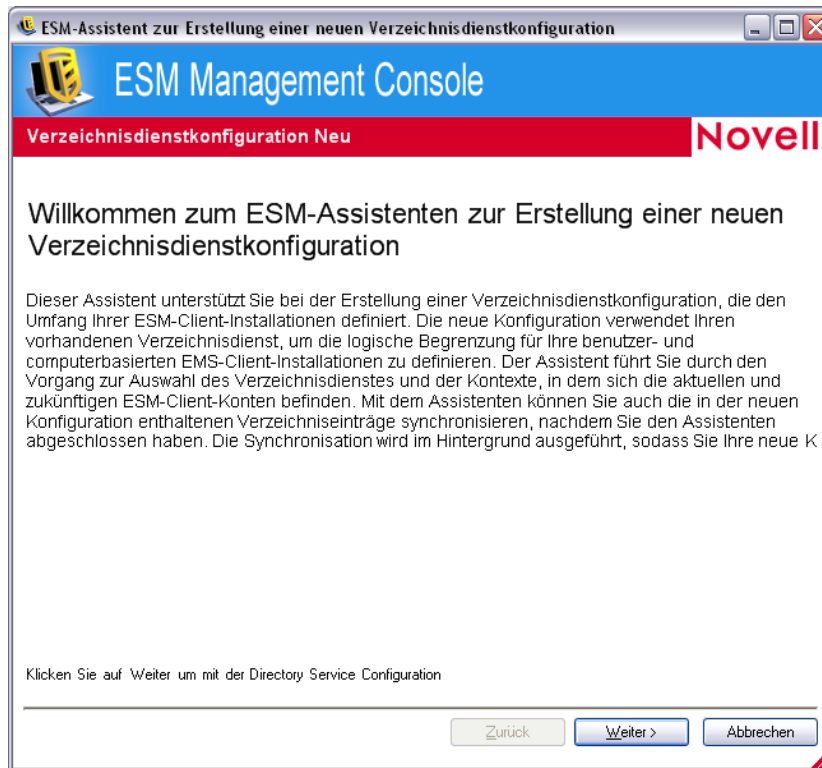 ESM-Assistent zur Erstellung einer neuen Verzeichnisdienstkonfiguration
ESM Management Console
Verzeichnisdienstkonfiguration Neu
Novell
Willkommen zum ESM-Assistenten zur Erstellung einer neuen
Verzeichnisdienstkonfiguration
Dieser Assistent unterstützt Sie bei der Erstellung einer Verzeichnisdienstkonfiguration, die den
Umfang Ihrer ESM-Client-Installationen definiert. Die neue Konfiguration verwendet Ihren
vorhandenen Verzeichnisdienst, um die logische Begrenzung für Ihre benutzer- und
computerbasierten EMS-Client-Installationen zu definieren. Der Assistent führt Sie durch den
Vorgang zur Auswahl des Verzeichnisdienstes und der Kontexte, in dem sich die aktuellen und
zukünftigen ESM-Client-Konten befinden. Mit dem Assistenten können Sie auch die in der neuen
Konfiguration enthaltenen Verzeichniseinträge synchronisieren, nachdem Sie den Assistenten
abgeschlossen haben. Die Synchronisation wird im Hintergrund ausgeführt, sodass Sie Ihre neue K
Klicken Sie auf Weiter um mit der Directory Service Configuration
Zurück
Weiter >
Abbrechen